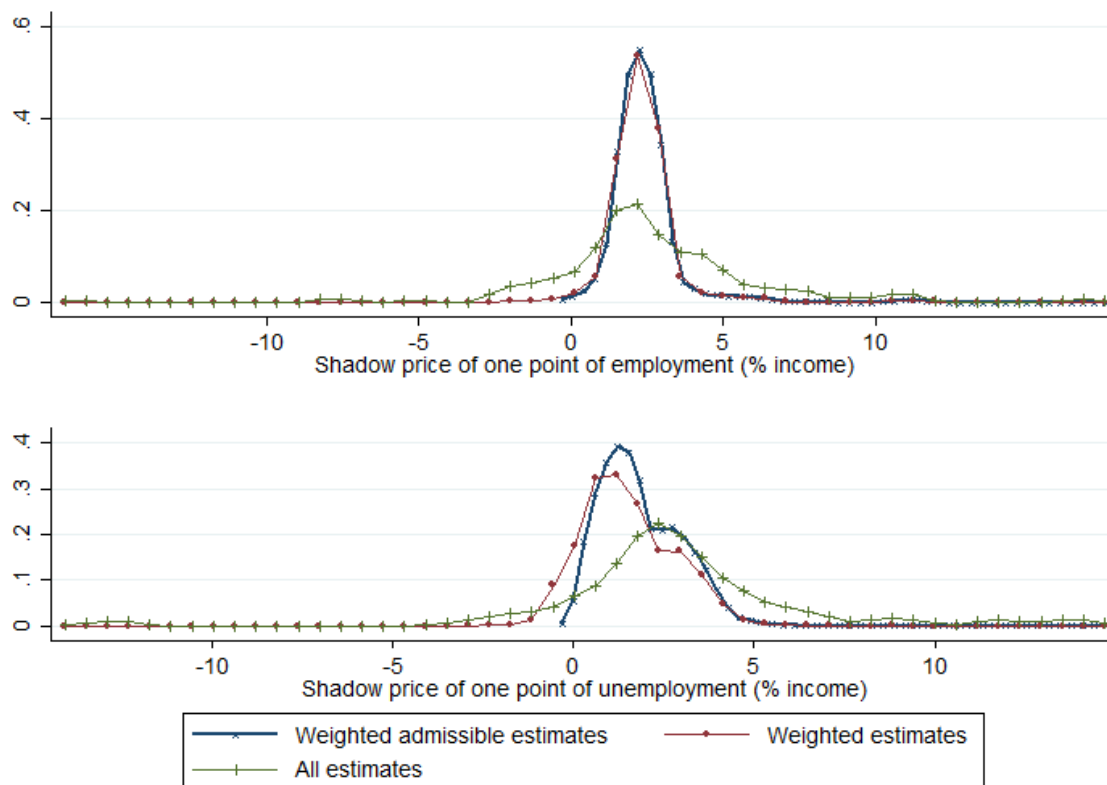 .6
.4
.2
0
-10 -5 0 5 10
Shadow price of one point of employment (% income)
.4
.3
.2
.1
0
-10 -5 0 5 10
Shadow price of one point of unemployment (% income)
Weighted admissible estimates Weighted estimates
All estimates